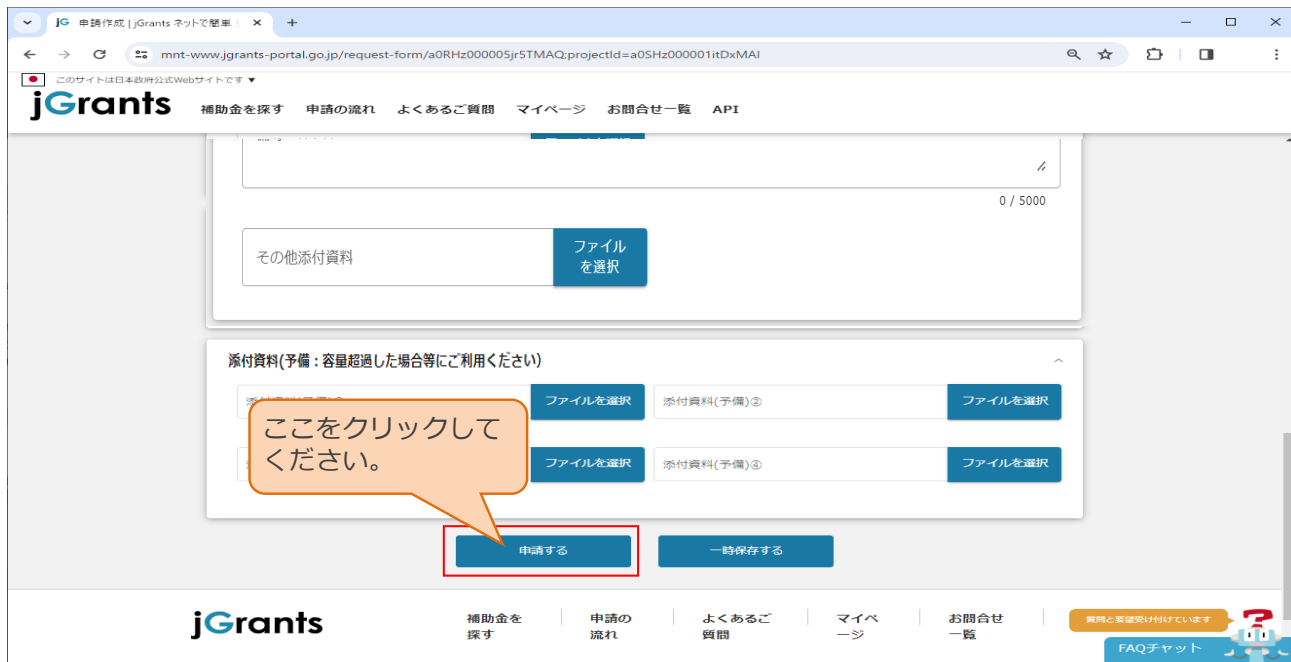 jG 申請作成 | jGrants ネットで簡単
mnt-www.jgrants-portal.go.jp/request-form/a0RHz000005jr5TMAQ;projectId=a0SHz000001itDxMAI
このサイトは日本政府公式Webサイトです ▼
jGrants 補助金を探す 申請の流れ よくあるご質問 マイページ お問合せ一覧 API
0 / 5000
その他添付資料
ファイル
を選択
添付資料(予備：容量超過した場合等にご利用ください)
ファイルを選択 添付資料(予備)② ファイルを選択
ここをクリックして
ください。
ファイルを選択 添付資料(予備)④ ファイルを選択
申請する 一時保存する
jGrants
補助金を
探す
申請の
流れ
よくあるご
質問
マイペ
ージ
お問合せ
一覧
質問と要望受け付けています
FAQチャット